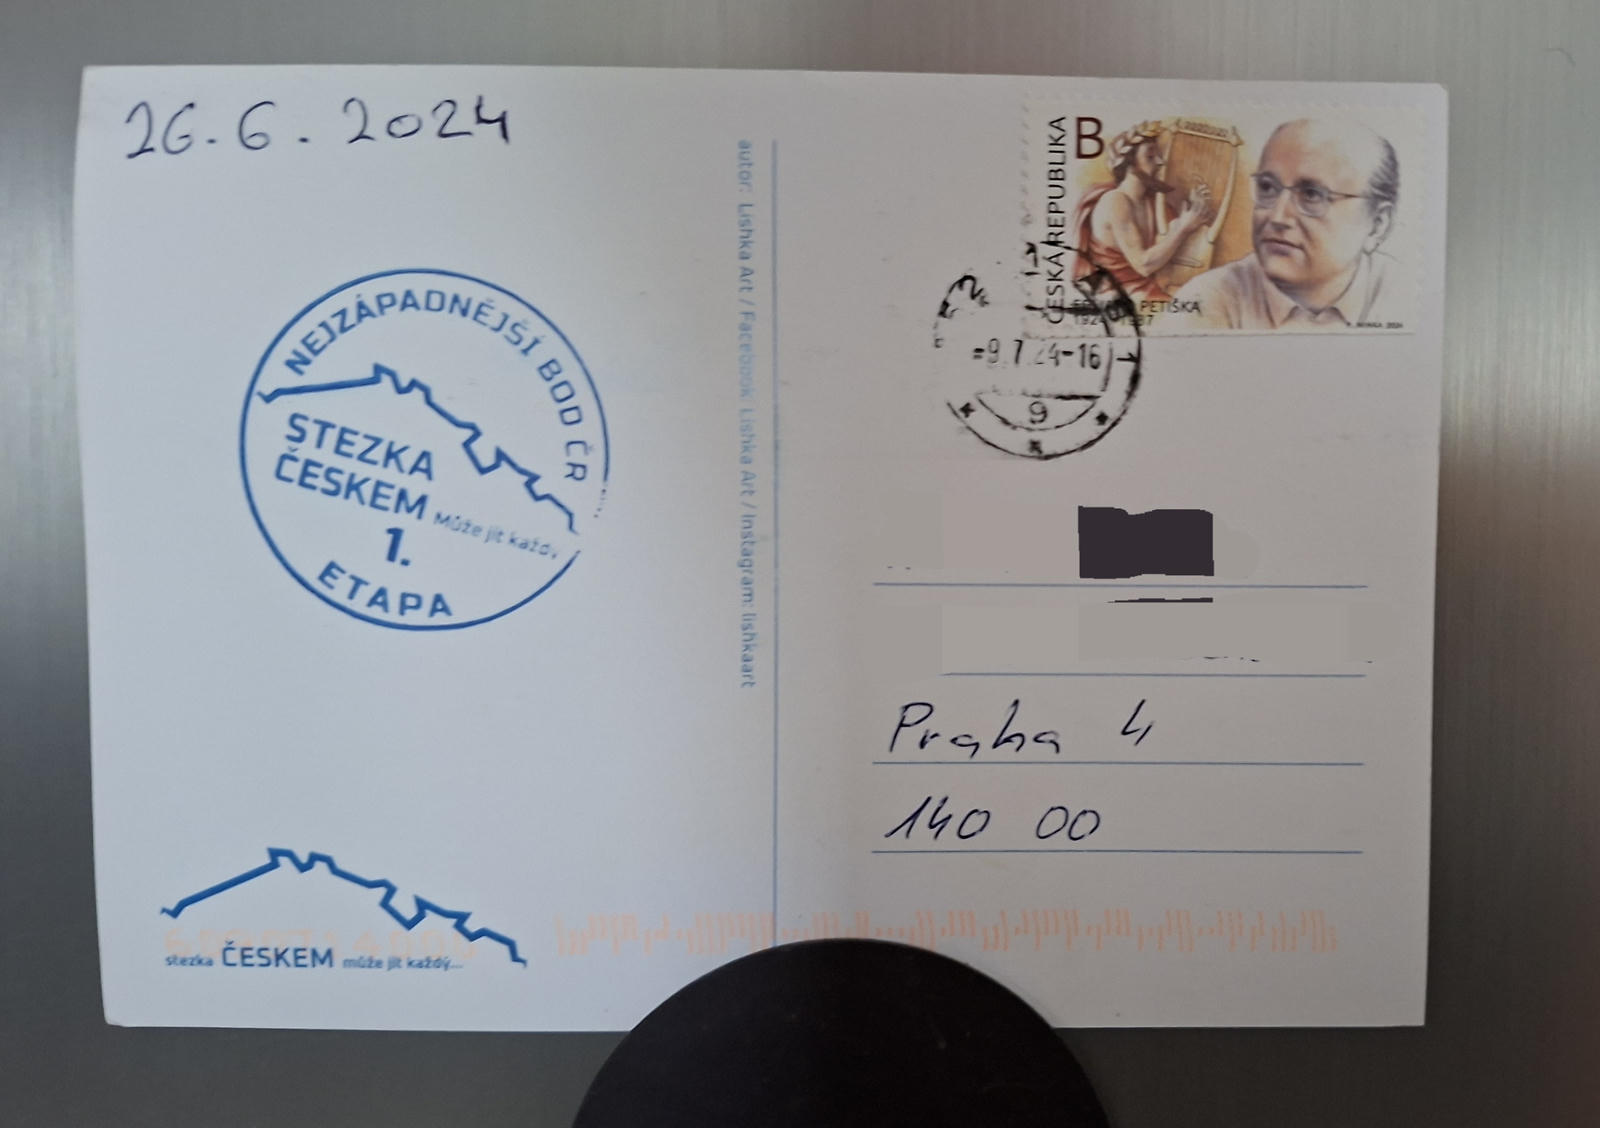 26.6.2024
NEJZÁPADNĚJŠÍ BOD ČR
STEZKA
ČESKEM Může jít každý
1.
ETAPA
stezka ČESKEM může jít každý...
autor: Lishka Art / Facebook: Lishka Art / Instagram: lishkaart
ČESKÁ REPUBLIKA
B
PETIŠKA
2024
9.7.24-16
9
Praha 4
140 00